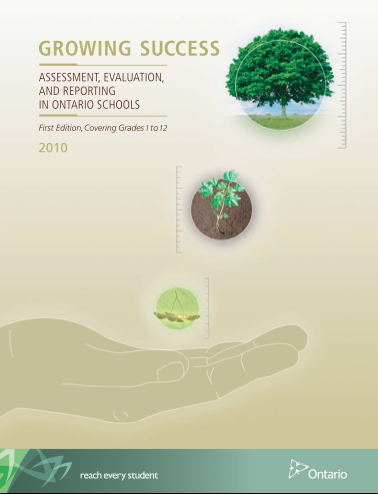 GROWING SUCCESS
ASSESSMENT, EVALUATION,
AND REPORTING
IN ONTARIO SCHOOLS
First Edition, Covering Grades 1 to 12
2010
reach every student
Ontario